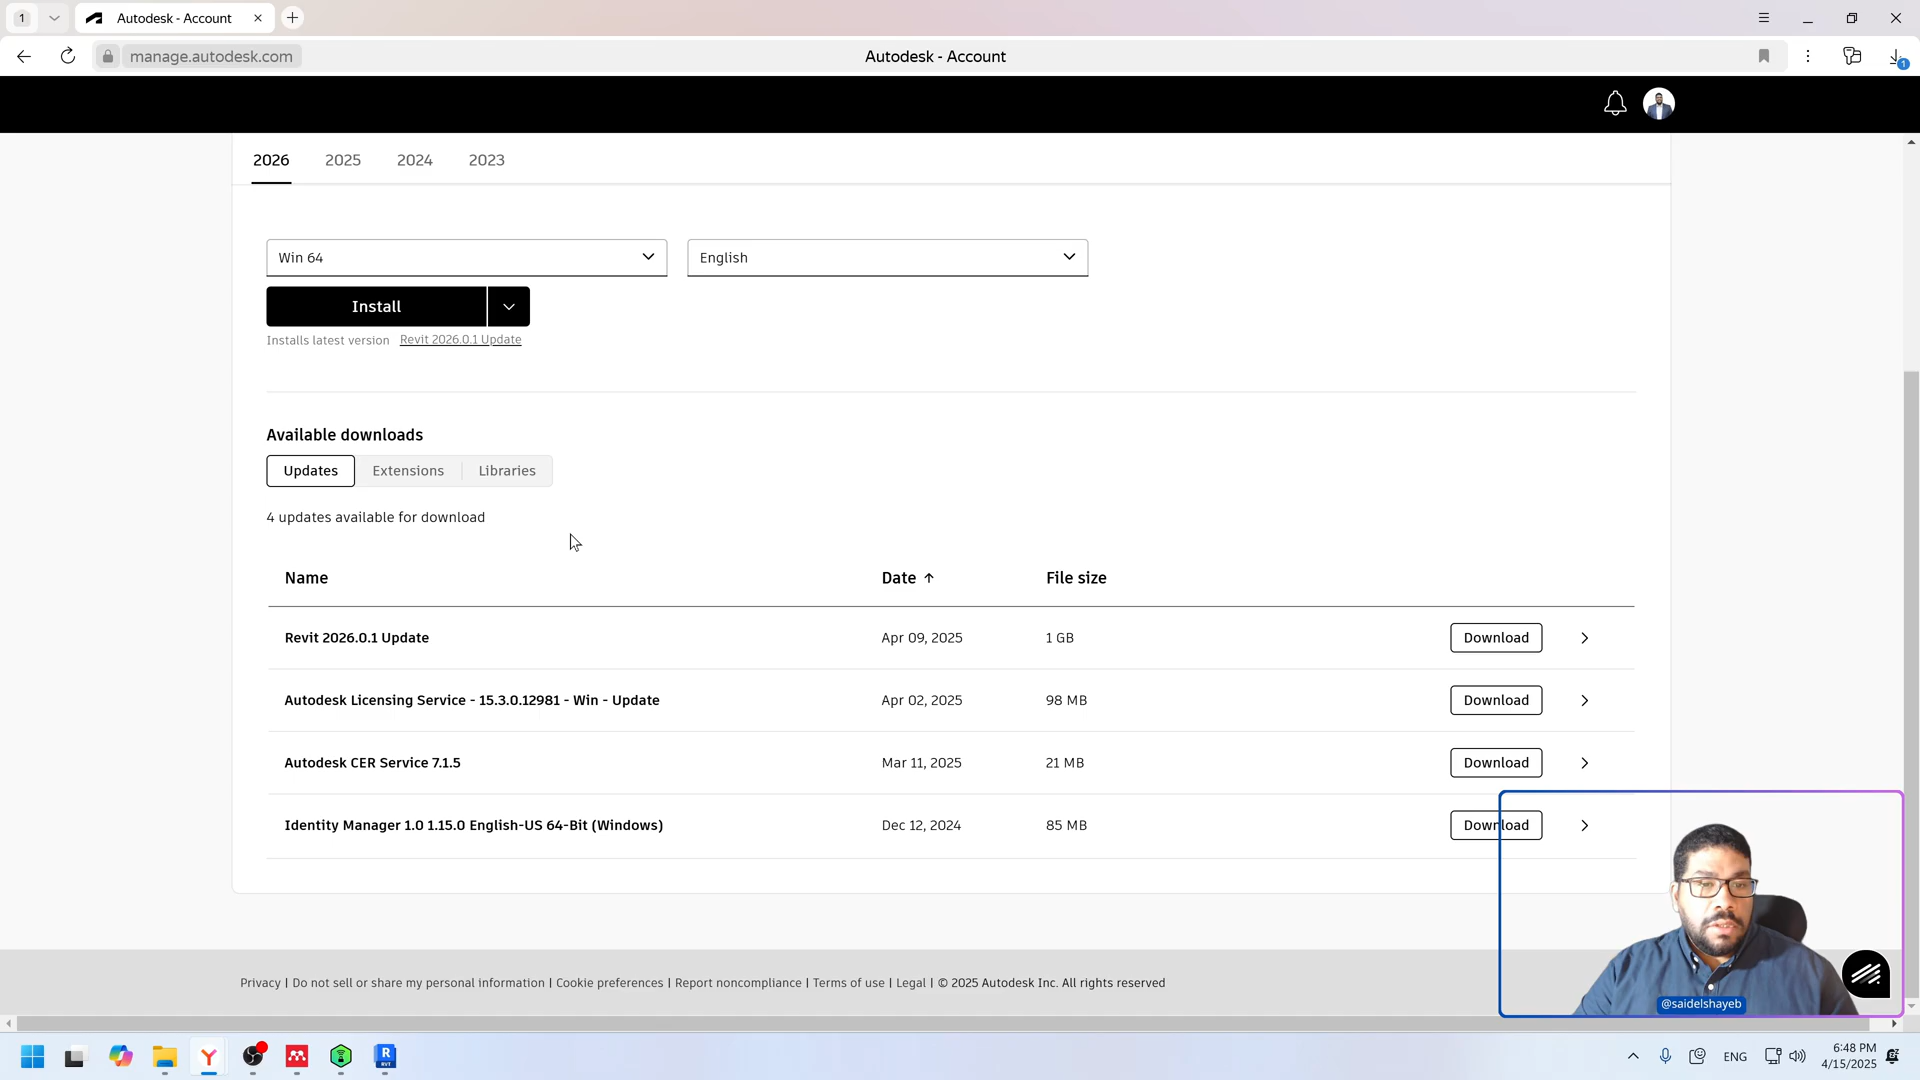 1
Autodesk - Account
manage.autodesk.com
Autodesk - Account
1
2026 2025 2024 2023
Win 64 English
Install
Installs latest version Revit 2026.0.1 Update
Available downloads
Updates Extensions Libraries
4 updates available for download
Name Date ↑ File size
Revit 2026.0.1 Update Apr 09, 2025 1 GB Download
Autodesk Licensing Service - 15.3.0.12981 - Win - Update Apr 02, 2025 98 MB Download
Autodesk CER Service 7.1.5 Mar 11, 2025 21 MB Download
Identity Manager 1.0 1.15.0 English-US 64-Bit (Windows) Dec 12, 2024 85 MB Download
Privacy | Do not sell or share my personal information | Cookie preferences | Report noncompliance | Terms of use | Legal | © 2025 Autodesk Inc. All rights reserved
@saidelshayeb
Y R RVT ENG 6:48 PM
4/15/2025